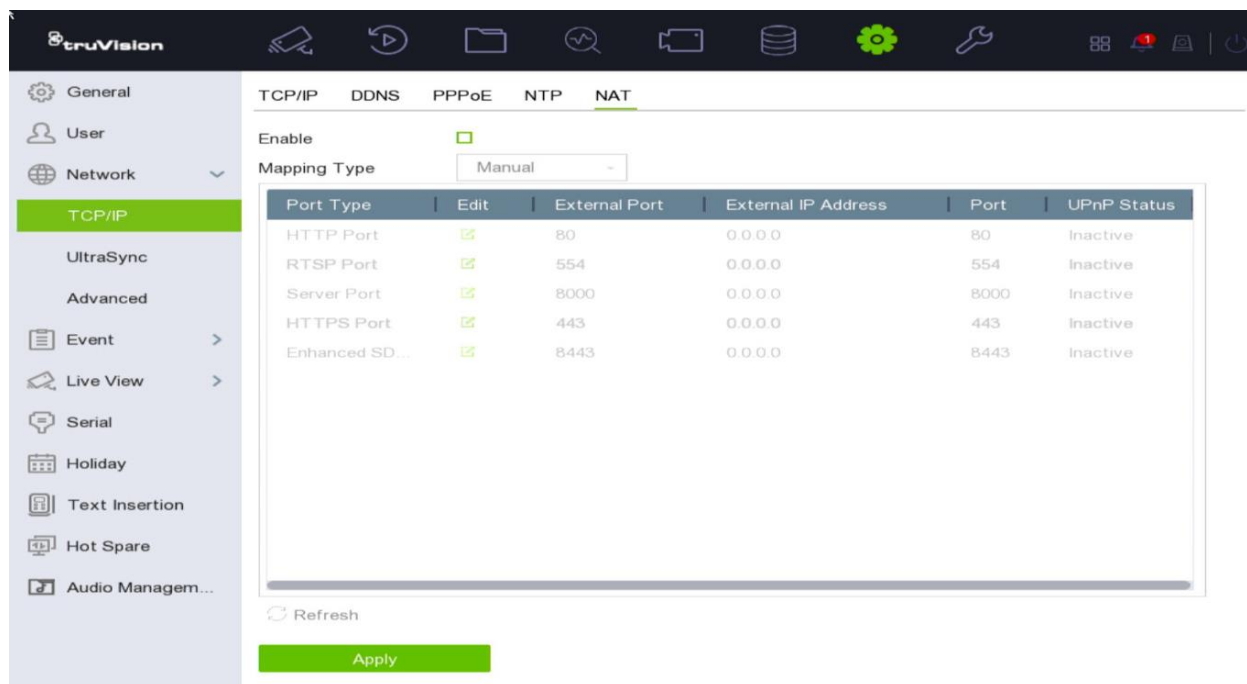 truVision
1
General
User
Network
TCP/IP
UltraSync
Advanced
Event
Live View
Serial
Holiday
Text Insertion
Hot Spare
Audio Managem...
TCP/IP DDNS PPPoE NTP NAT
Enable
Mapping Type Manual
Port Type Edit External Port External IP Address Port UPnP Status
HTTP Port 80 0.0.0.0 80 Inactive
RTSP Port 554 0.0.0.0 554 Inactive
Server Port 8000 0.0.0.0 8000 Inactive
HTTPS Port 443 0.0.0.0 443 Inactive
Enhanced SD... 8443 0.0.0.0 8443 Inactive
Refresh
Apply